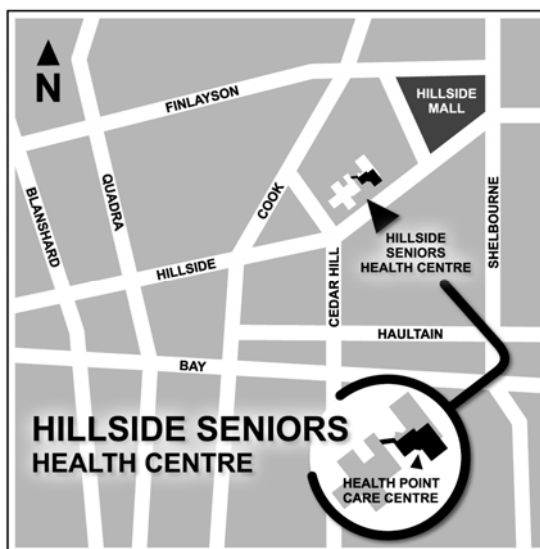 N
FINLAYSON
HILLSIDE
MALL
BLANSHARD
QUADRA
COOK
HILLSIDE
HILLSIDE
SENIORS
HEALTH CENTRE
SHELBOURNE
CEDAR HILL
HAULTAIN
BAY
HILLSIDE SENIORS
HEALTH CENTRE
HEALTH POINT
CARE CENTRE